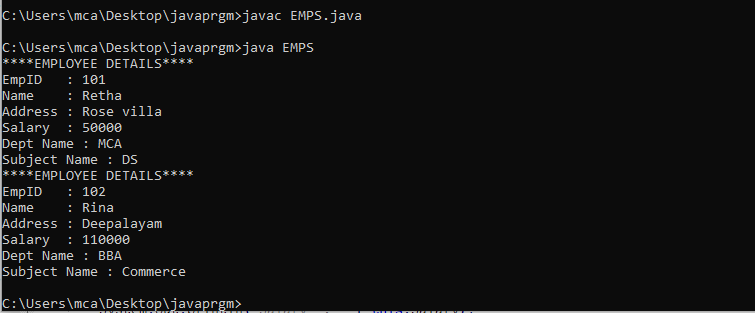 C:\Users\mca\Desktop\javaprgm>javac EMPS.java
C:\Users\mca\Desktop\javaprgm>java EMPS
****EMPLOYEE DETAILS****
EmpID   : 101
Name    : Retha
Address : Rose villa
Salary  : 50000
Dept Name : MCA
Subject Name : DS
****EMPLOYEE DETAILS****
EmpID   : 102
Name    : Rina
Address : Deepalayam
Salary  : 110000
Dept Name : BBA
Subject Name : Commerce
C:\Users\mca\Desktop\javaprgm>